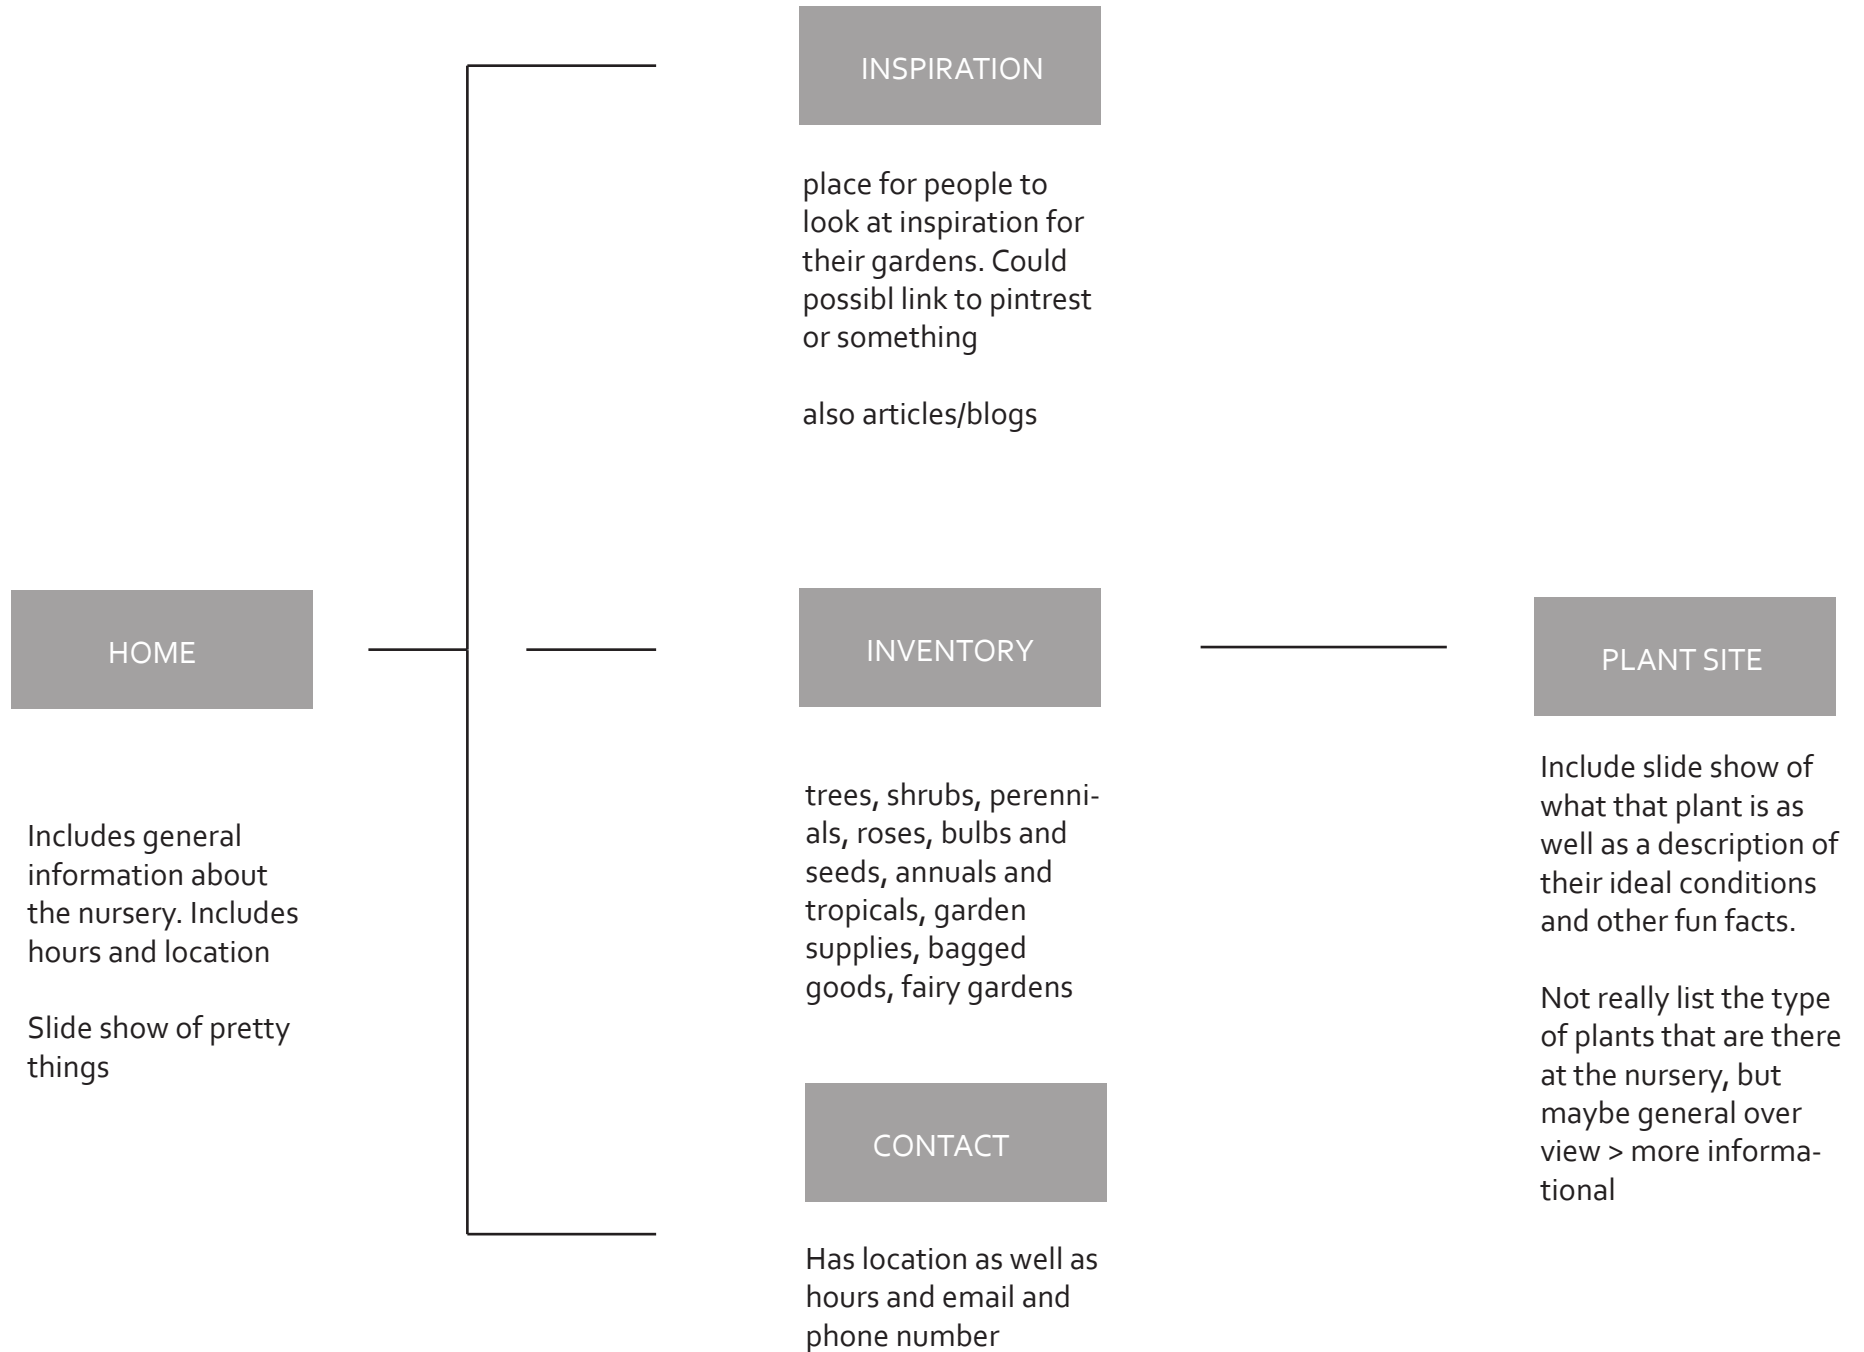 INSPIRATION
place for people to
look at inspiration for
their gardens. Could
possibl link to pintrest
or something
also articles/blogs
HOME
Includes general
information about
the nursery. Includes
hours and location
Slide show of pretty
things
INVENTORY
trees, shrubs, perenni-
als, roses, bulbs and
seeds, annuals and
tropicals, garden
supplies, bagged
goods, fairy gardens
PLANT SITE
Include slide show of
what that plant is as
well as a description of
their ideal conditions
and other fun facts.
Not really list the type
of plants that are there
at the nursery, but
maybe general over
view > more informa-
tional
CONTACT
Has location as well as
hours and email and
phone number